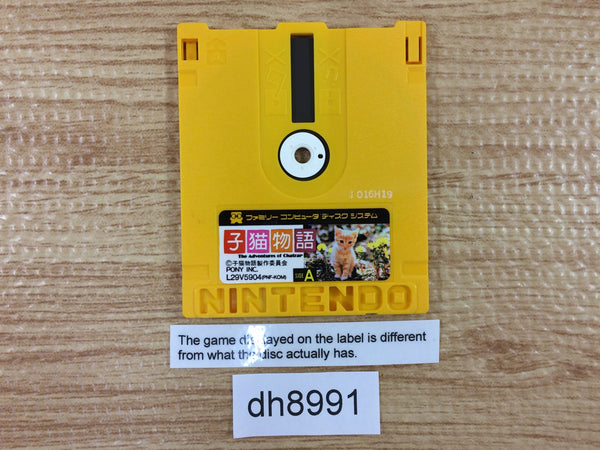 1 016H19
ファミリー コンピュータ ディスク システム
子猫物語
The Adventures of Chatran
©子猫物語製作委員会
PONY INC.
L29V5904(PNF-KOM)
SIDE A
NINTENDO
The game displayed on the label is different
from what the disc actually has.
dh8991